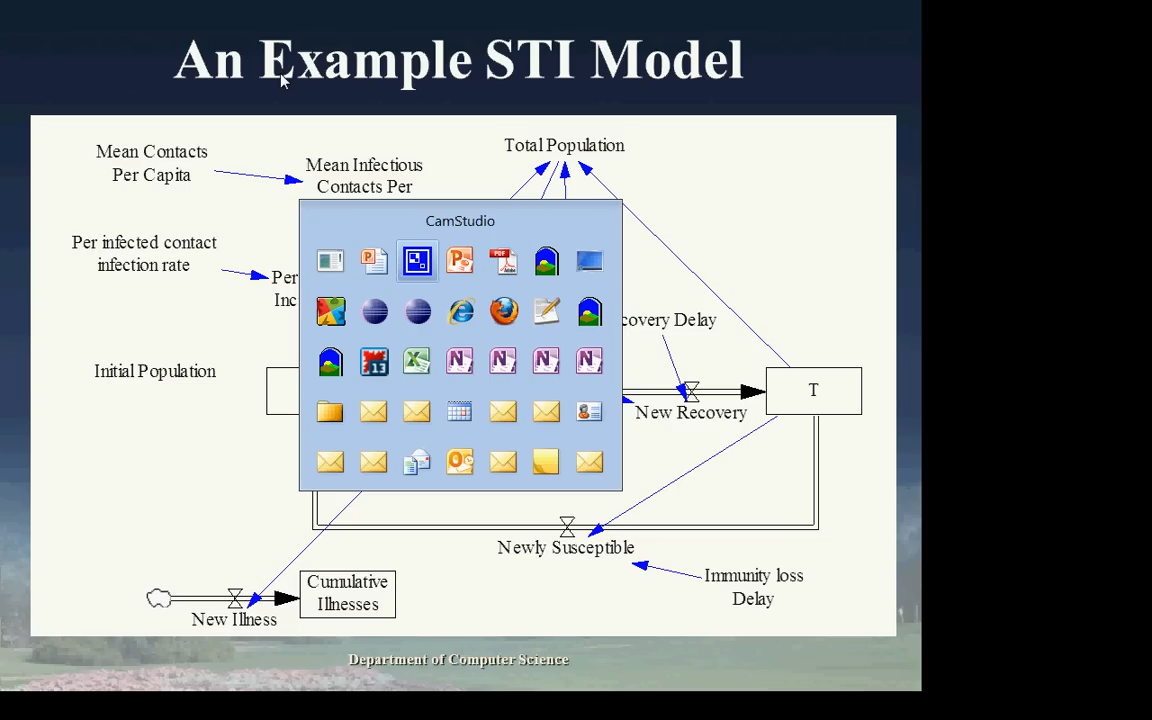 An Example STI Model
Mean Contacts
Per Capita
Mean Infectious
Contacts Per
Total Population
CamStudio
Per infected contact
infection rate
Per
Inc
covery Delay
Initial Population
T
New Recovery
Newly Susceptible
Immunity loss
Delay
Cumulative
Illnesses
New Illness
Department of Computer Science